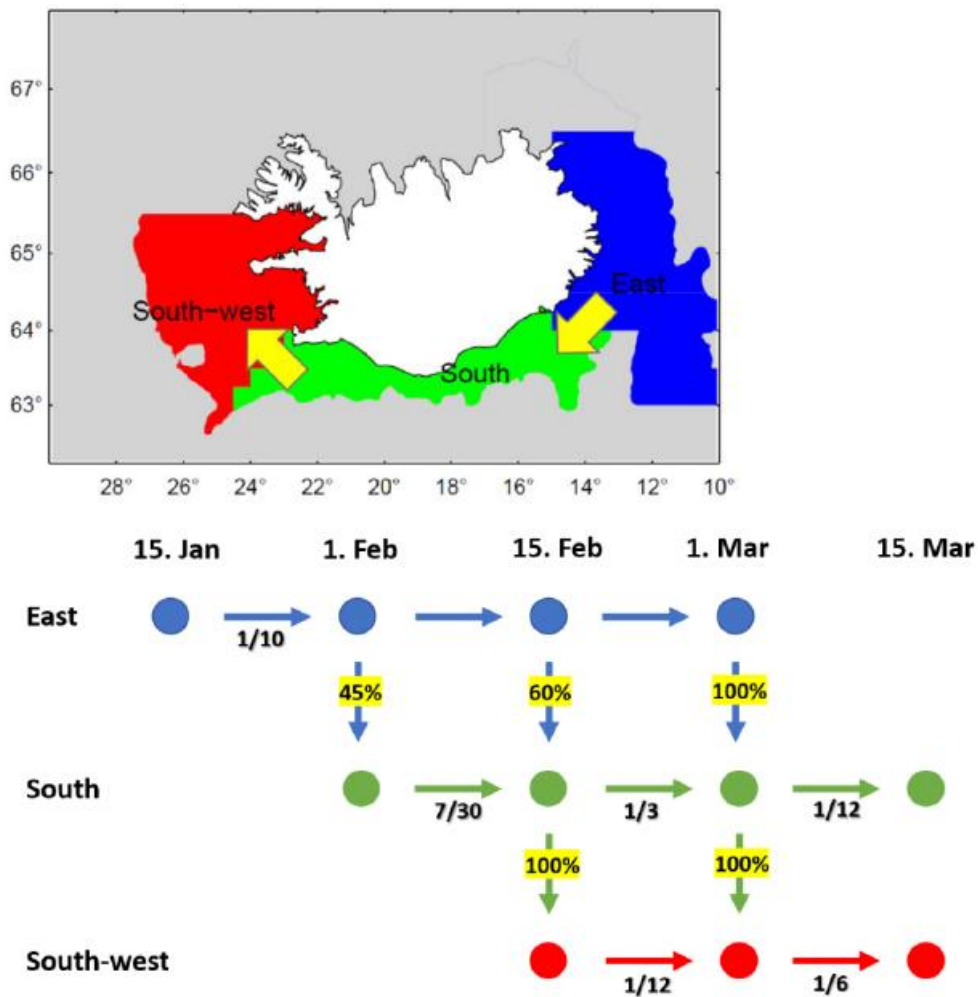 67°
66°
65°
64°
63°
South-west
East
South
28° 26° 24° 22° 20° 18° 16° 14° 12° 10°
15. Jan 1. Feb 15. Feb 1. Mar 15. Mar
East
1/10
45% 60% 100%
South
7/30 1/3 1/12
100% 100%
South-west
1/12 1/6